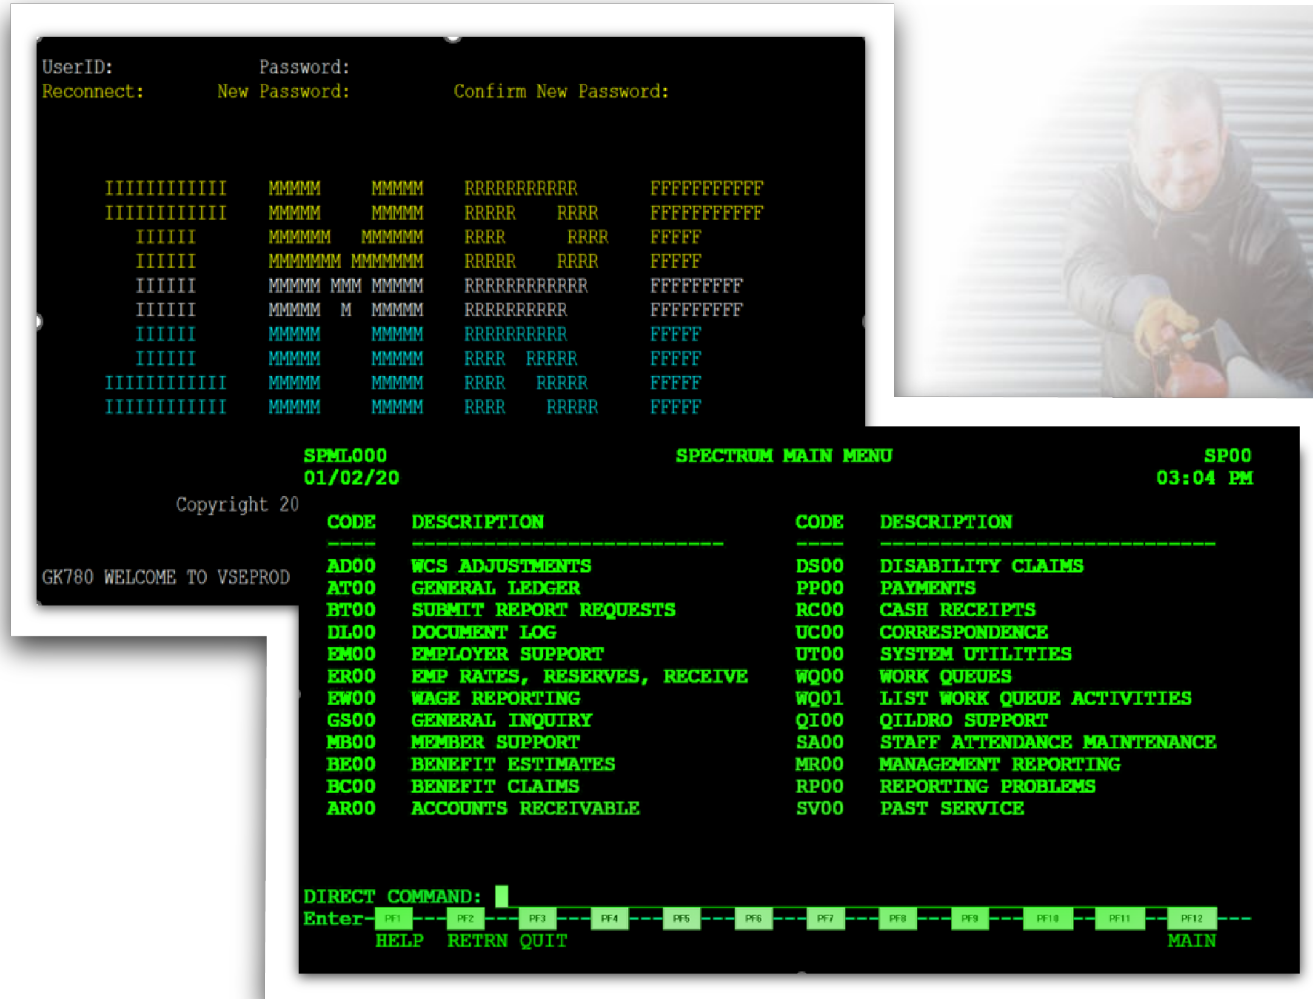 UserID: Password:
Reconnect: New Password: Confirm New Password:
IIIIIIIIIIII MMMMM MMMMM RRRRRRRRRRR FFFFFFFFFFF
IIIIIIIIIIII MMMMM MMMMM RRRRR RRRR FFFFFFFFFFF
IIIIII MMMMMM MMMMMM RRRR RRRR FFFFF
IIIIII MMMMMMM MMMMMMM RRRRR RRRR FFFFF
IIIIII MMMMM MMM MMMMM RRRRRRRRRRRR FFFFFFFFF
IIIIII MMMMM M MMMMM RRRRRRRRRR FFFFFFFFF
IIIIII MMMMM MMMMM RRRRRRRRRR FFFFF
IIIIII MMMMM MMMMM RRRR RRRRR FFFFF
IIIIIIIIIIII MMMMM MMMMM RRRR RRRRR FFFFF
IIIIIIIIIIII MMMMM MMMMM RRRR RRRRR FFFFF
Copyright 20
GK780 WELCOME TO VSEPROD
SPML000 SPECTRUM MAIN MENU SP00
01/02/20 03:04 PM
CODE DESCRIPTION CODE DESCRIPTION
---- -------------------------- ---- ----------------------------
AD00 WCS ADJUSTMENTS DS00 DISABILITY CLAIMS
AT00 GENERAL LEDGER PP00 PAYMENTS
BT00 SUBMIT REPORT REQUESTS RC00 CASH RECEIPTS
DL00 DOCUMENT LOG UC00 CORRESPONDENCE
EM00 EMPLOYER SUPPORT UT00 SYSTEM UTILITIES
ER00 EMP RATES, RESERVES, RECEIVE WQ00 WORK QUEUES
EW00 WAGE REPORTING WQ01 LIST WORK QUEUE ACTIVITIES
GS00 GENERAL INQUIRY QI00 QILDRO SUPPORT
MB00 MEMBER SUPPORT SA00 STAFF ATTENDANCE MAINTENANCE
BE00 BENEFIT ESTIMATES MR00 MANAGEMENT REPORTING
BC00 BENEFIT CLAIMS RP00 REPORTING PROBLEMS
AR00 ACCOUNTS RECEIVABLE SV00 PAST SERVICE
DIRECT COMMAND:
Enter-PF1---PF2---PF3---PF4---PF5---PF6---PF7---PF8---PF9---PF10---PF11---PF12---
HELP RETRN QUIT MAIN